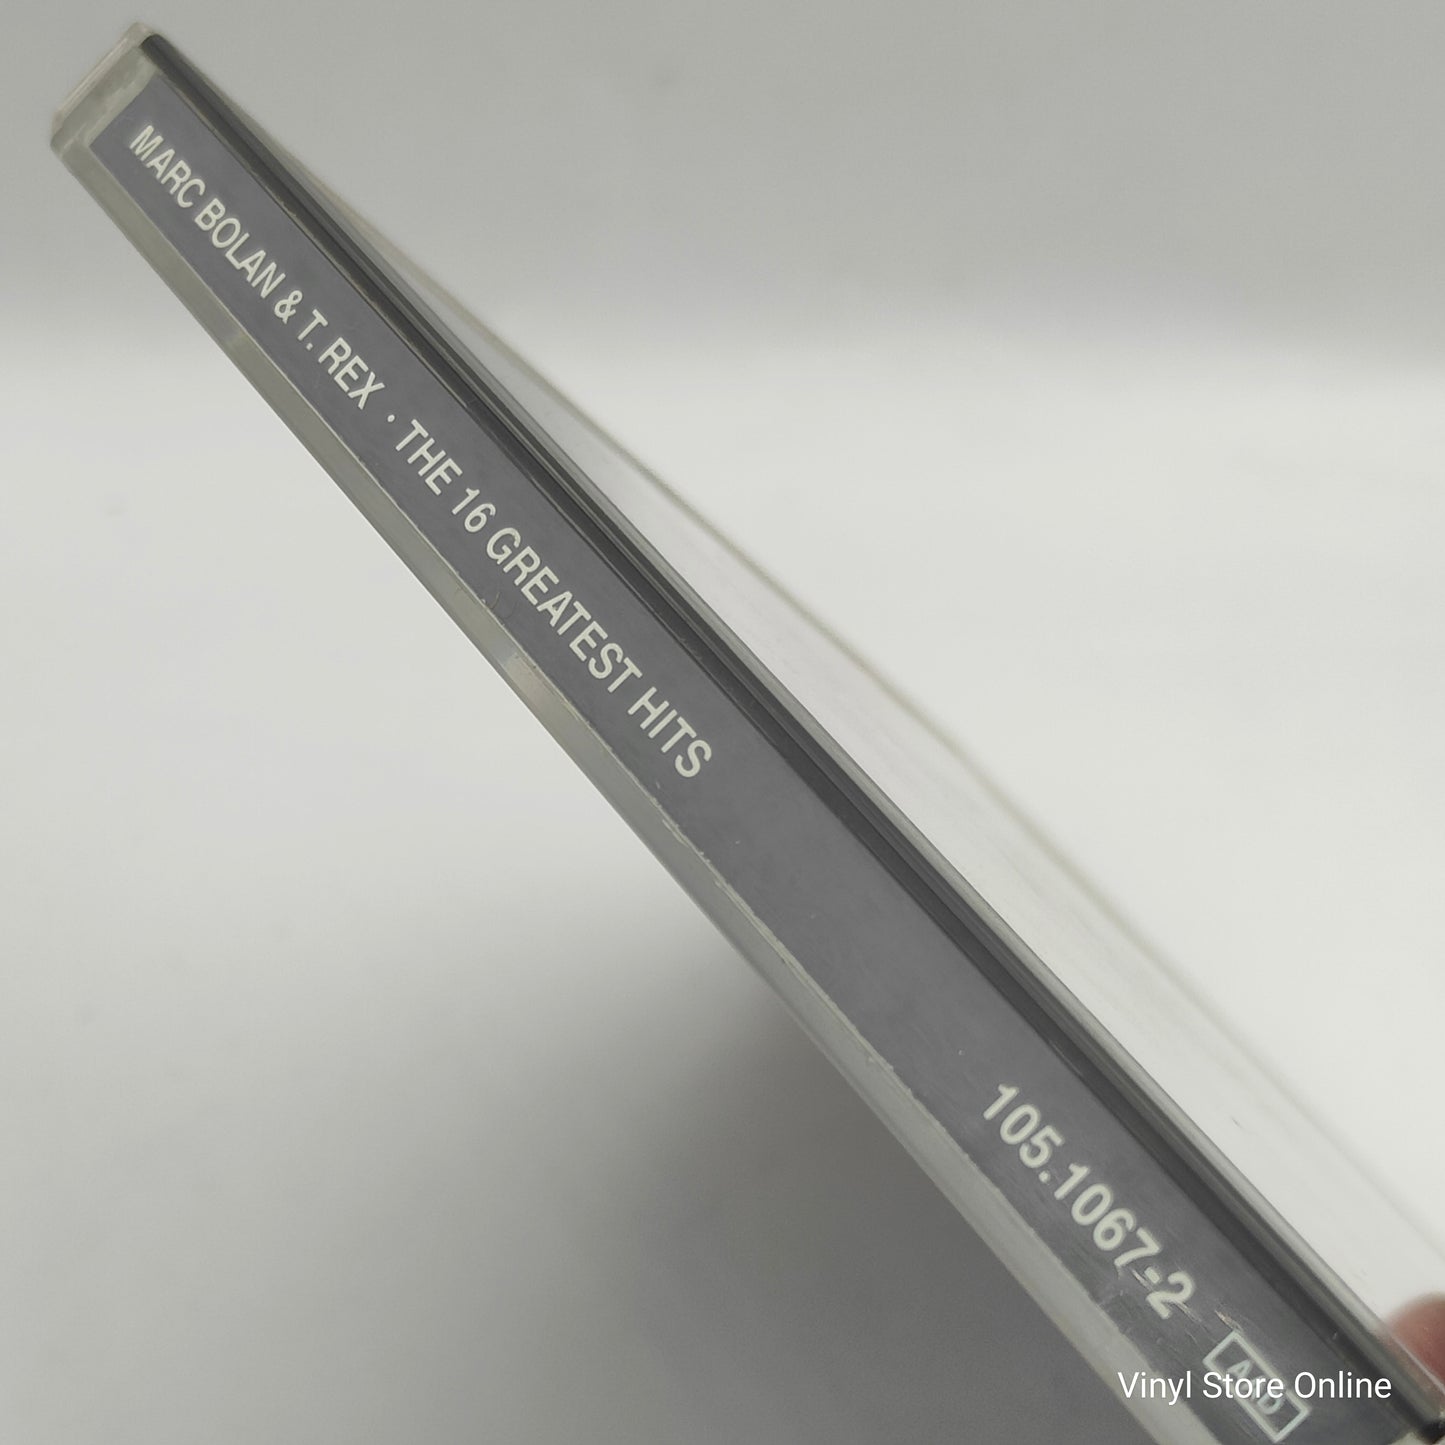 MARC BOLAN & T. REX · THE 16 GREATEST HITS
105.1067-2
Vinyl Store Online